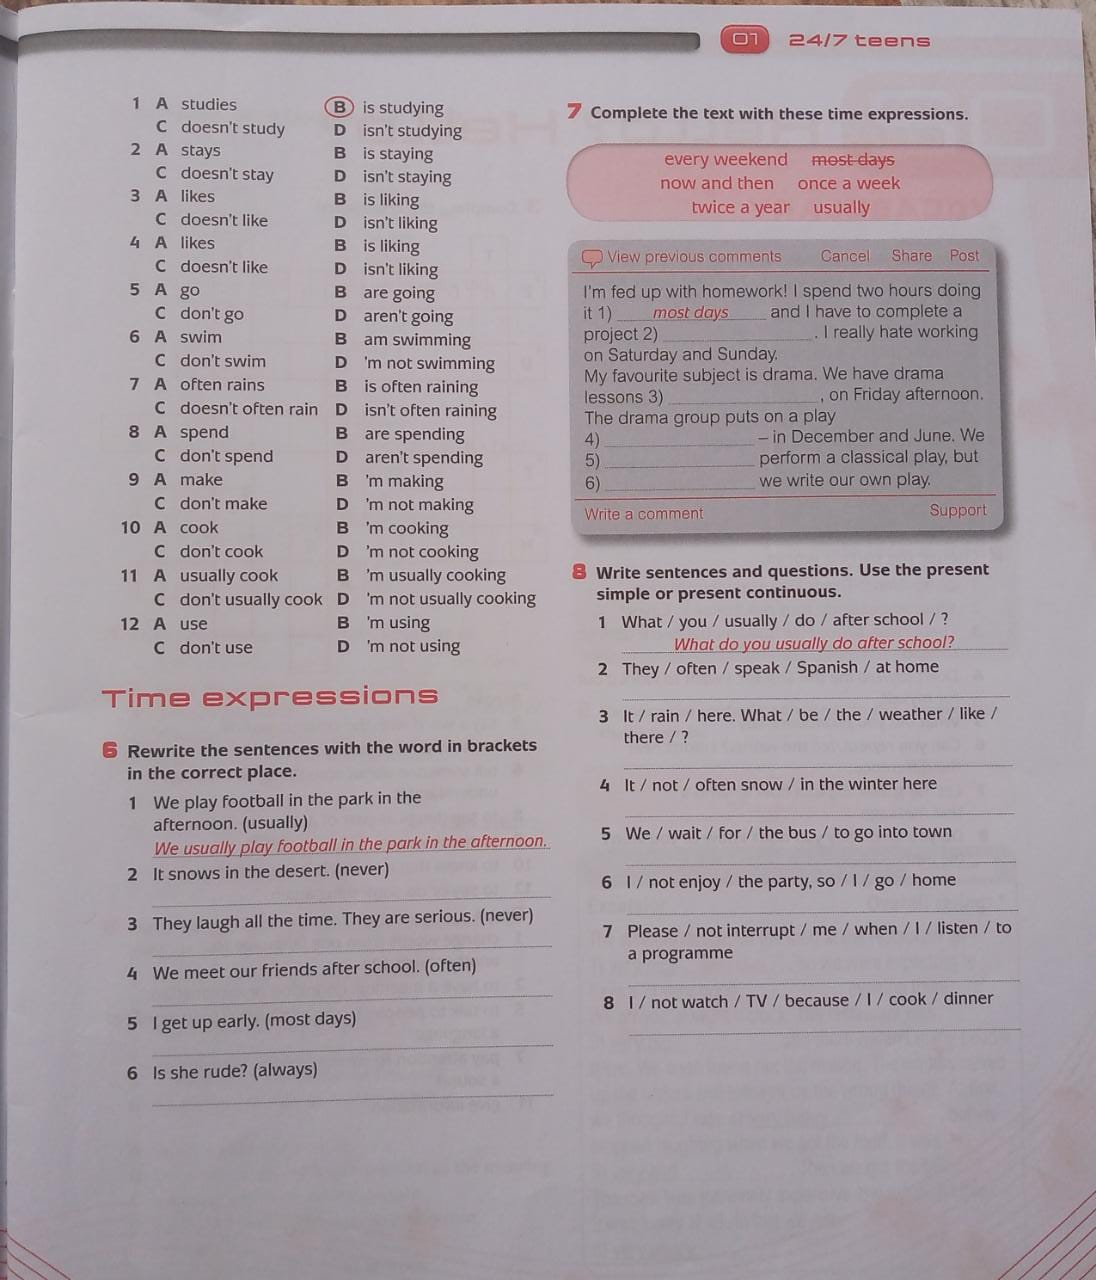 01 24/7 teens
1 A studies B is studying
C doesn't study D isn't studying
2 A stays B is staying
C doesn't stay D isn't staying
3 A likes B is liking
C doesn't like D isn't liking
4 A likes B is liking
C doesn't like D isn't liking
5 A go B are going
C don't go D aren't going
6 A swim B am swimming
C don't swim D 'm not swimming
7 A often rains B is often raining
C doesn't often rain D isn't often raining
8 A spend B are spending
C don't spend D aren't spending
9 A make B 'm making
C don't make D 'm not making
10 A cook B 'm cooking
C don't cook D 'm not cooking
11 A usually cook B 'm usually cooking
C don't usually cook D 'm not usually cooking
12 A use B 'm using
C don't use D 'm not using
Time expressions
6 Rewrite the sentences with the word in brackets
in the correct place.
1 We play football in the park in the
afternoon. (usually)
We usually play football in the park in the afternoon.
2 It snows in the desert. (never)
3 They laugh all the time. They are serious. (never)
4 We meet our friends after school. (often)
5 I get up early. (most days)
6 Is she rude? (always)
7 Complete the text with these time expressions.
every weekend most days
now and then once a week
twice a year usually
View previous comments Cancel Share Post
I'm fed up with homework! I spend two hours doing
it 1) most days and I have to complete a
project 2) . I really hate working
on Saturday and Sunday.
My favourite subject is drama. We have drama
lessons 3) , on Friday afternoon.
The drama group puts on a play
4) – in December and June. We
5) perform a classical play, but
6) we write our own play.
Write a comment Support
8 Write sentences and questions. Use the present
simple or present continuous.
1 What / you / usually / do / after school / ?
What do you usually do after school?
2 They / often / speak / Spanish / at home
3 It / rain / here. What / be / the / weather / like /
there / ?
4 It / not / often snow / in the winter here
5 We / wait / for / the bus / to go into town
6 I / not enjoy / the party, so / I / go / home
7 Please / not interrupt / me / when / I / listen / to
a programme
8 I / not watch / TV / because / I / cook / dinner